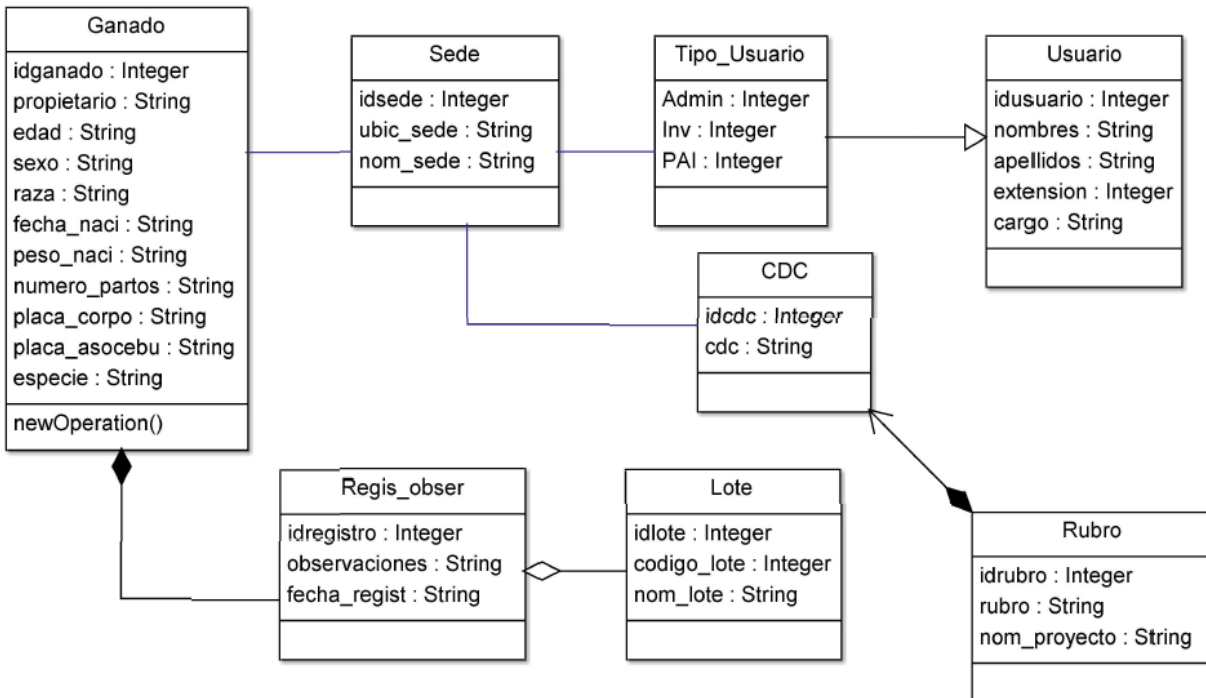 Ganado
idganado : Integer
propietario : String
edad : String
sexo : String
raza : String
fecha_naci : String
peso_naci : String
numero_partos : String
placa_corpo : String
placa_asocebu : String
especie : String
newOperation()
Sede
idsede : Integer
ubic_sede : String
nom_sede : String
Tipo_Usuario
Admin : Integer
Inv : Integer
PAI : Integer
Usuario
idusuario : Integer
nombres : String
apellidos : String
extension : Integer
cargo : String
CDC
idcdc : Integer
cdc : String
Regis_obser
idregistro : Integer
observaciones : String
fecha_regist : String
Lote
idlote : Integer
codigo_lote : Integer
nom_lote : String
Rubro
idrubro : Integer
rubro : String
nom_proyecto : String